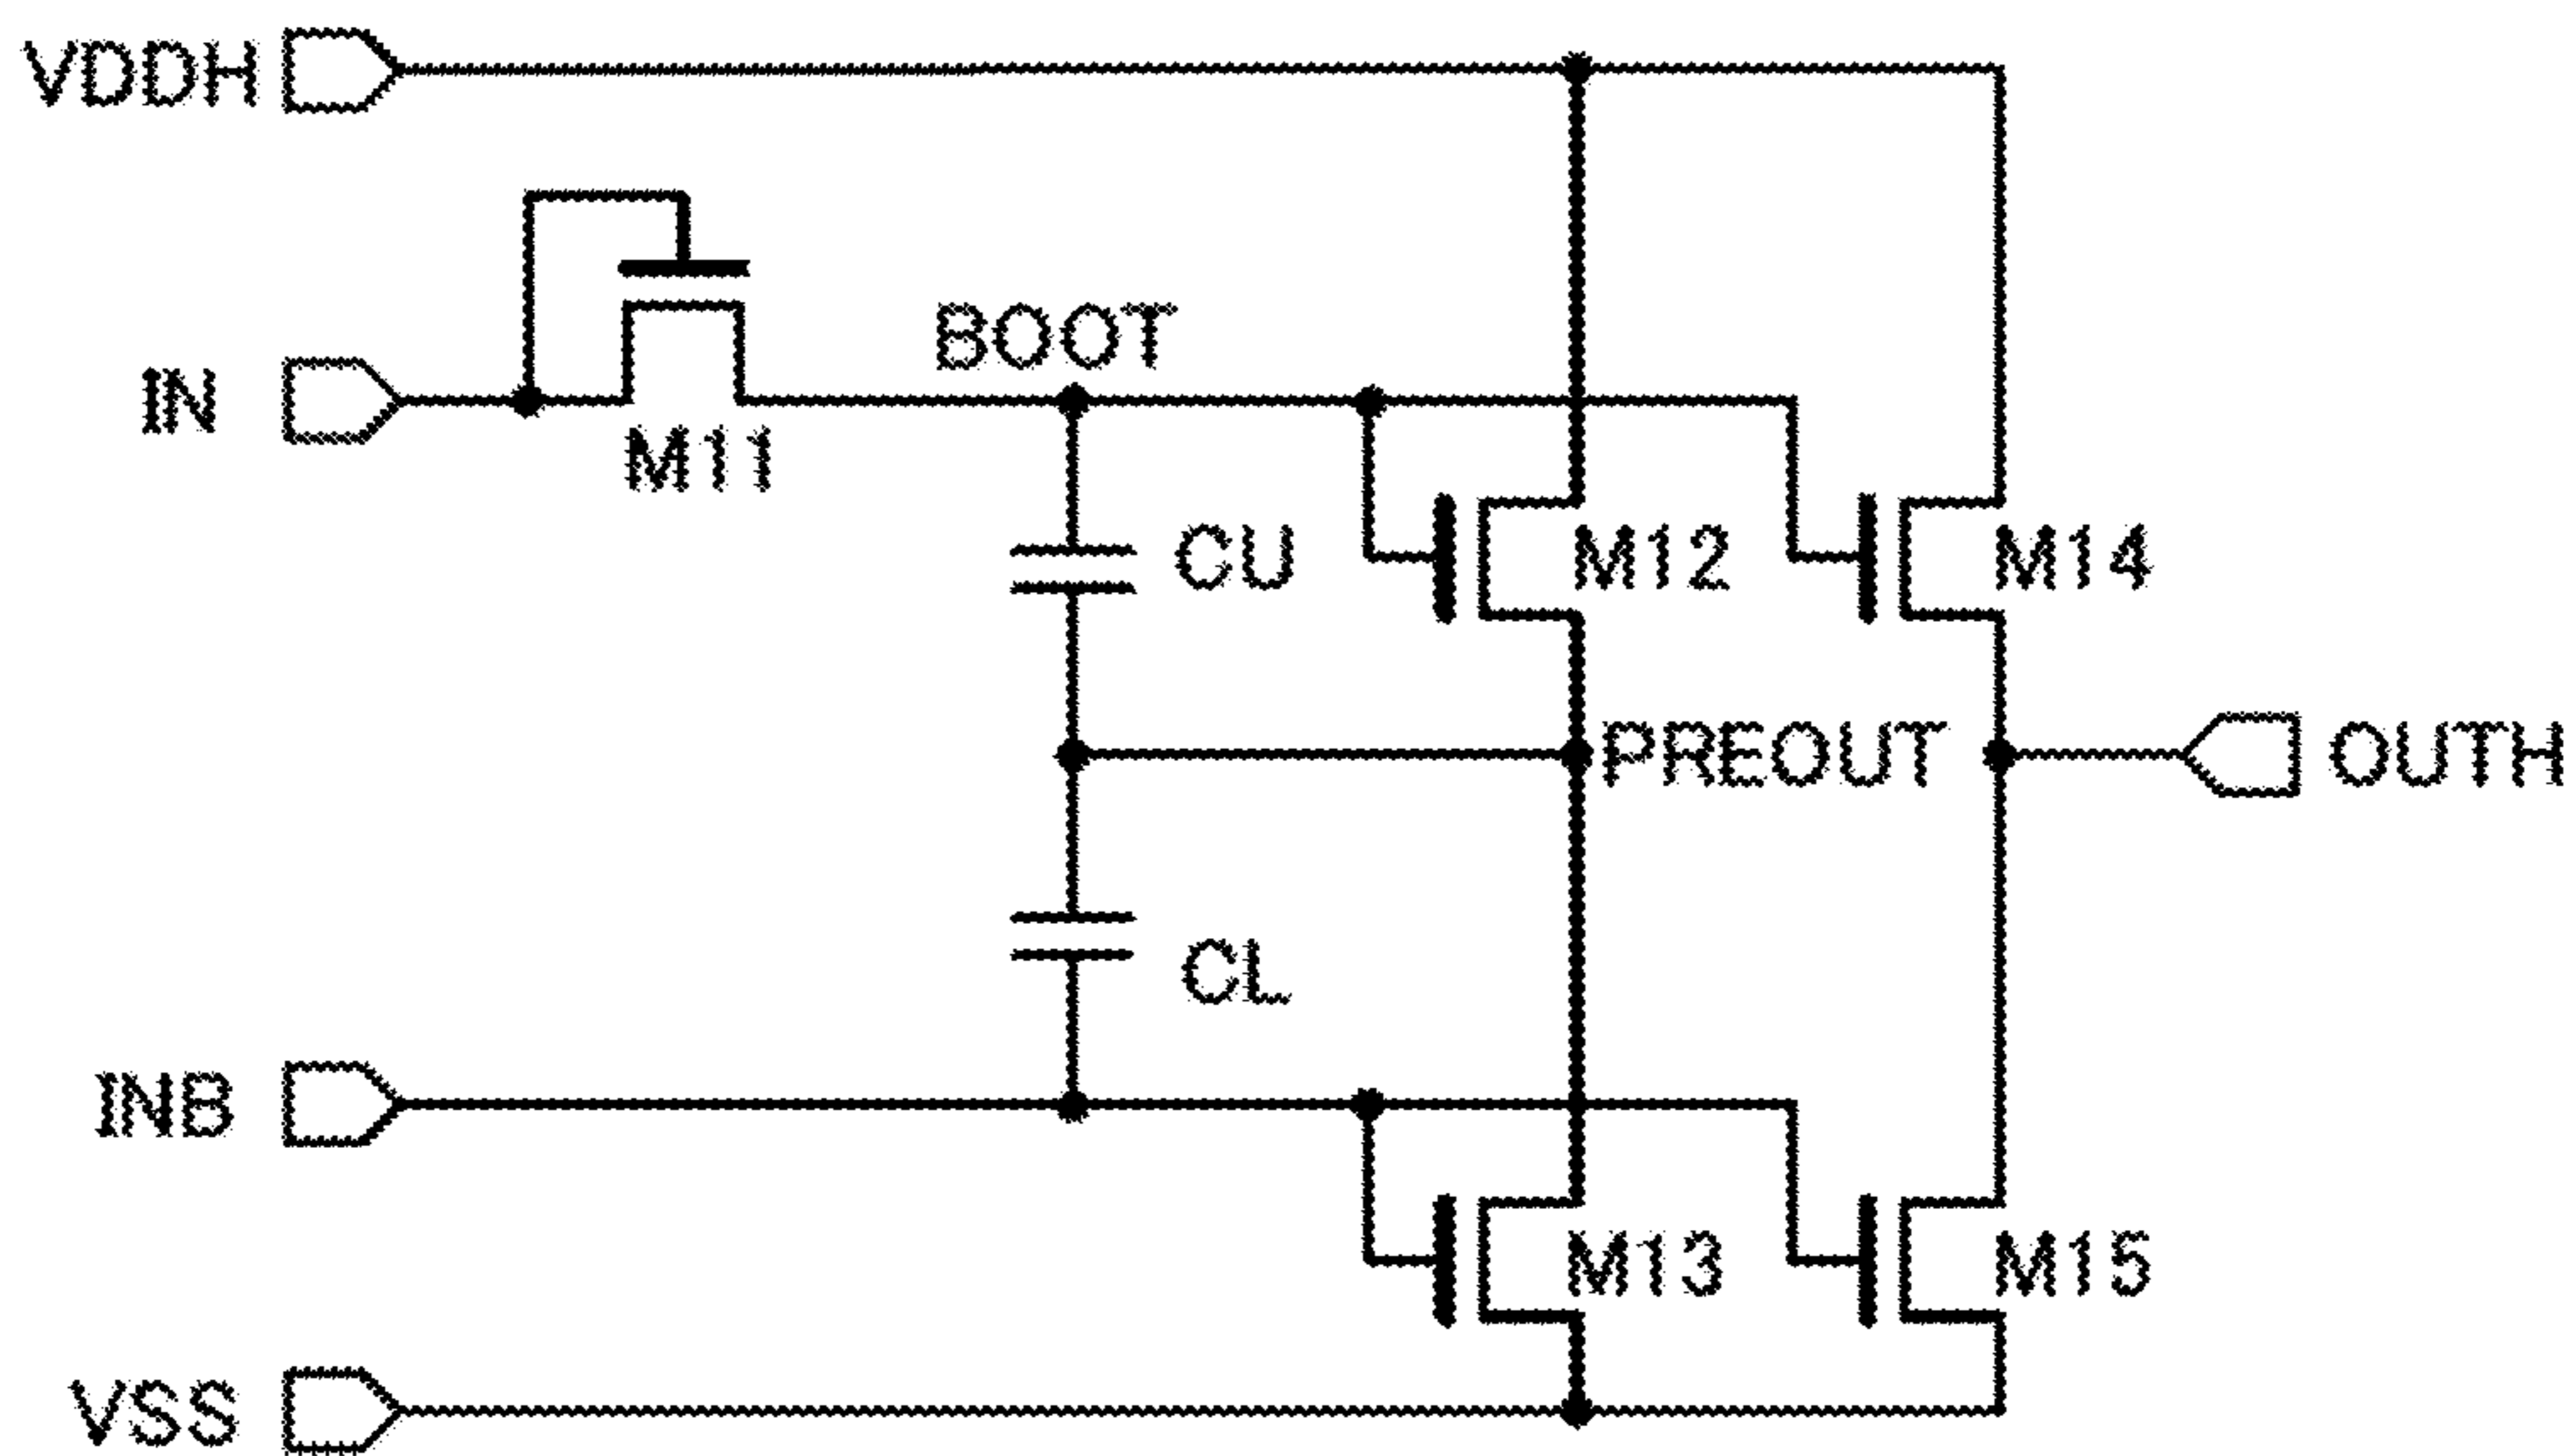 VDDH
BOOT
IN
M11
CU
M12
M14
PREOUT
OUTH
CL
INB
M13
M15
VSS